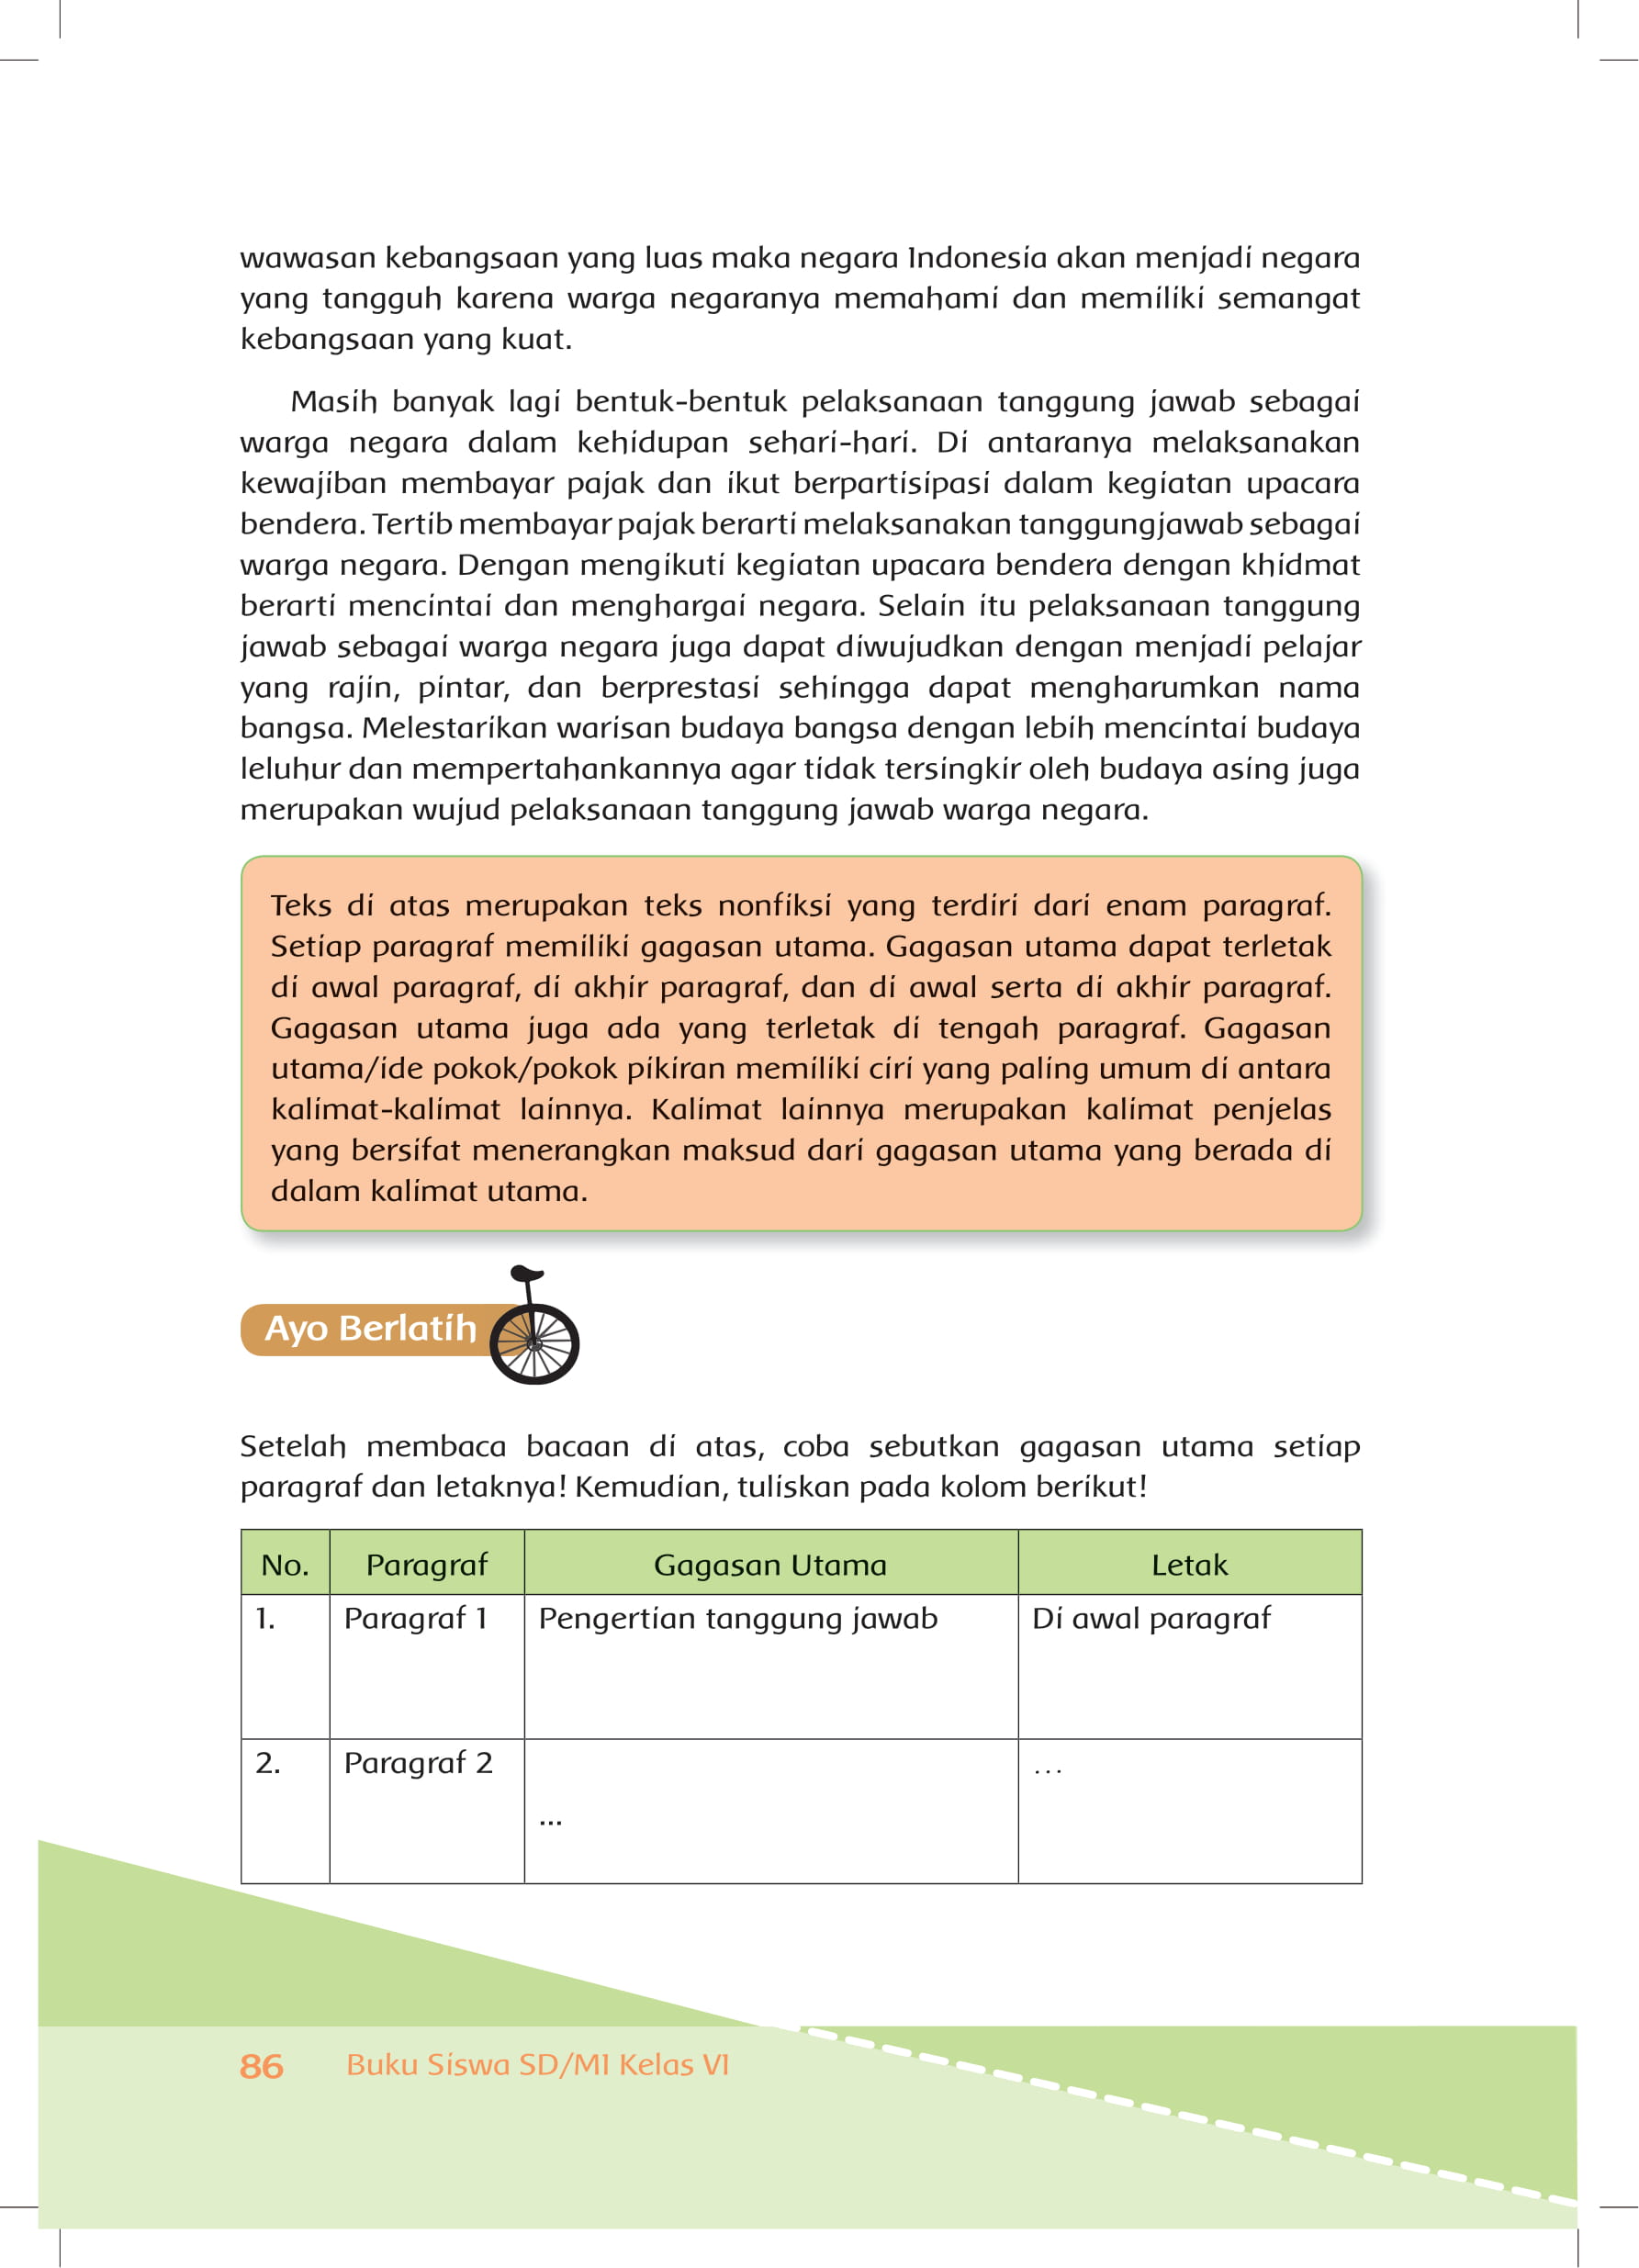 wawasan kebangsaan yang luas maka negara Indonesia akan menjadi negara
yang tangguh karena warga negaranya memahami dan memiliki semangat
kebangsaan yang kuat.
Masih banyak lagi bentuk-bentuk pelaksanaan tanggung jawab sebagai
warga negara dalam kehidupan sehari-hari. Di antaranya melaksanakan
kewajiban membayar pajak dan ikut berpartisipasi dalam kegiatan upacara
bendera. Tertib membayar pajak berarti melaksanakan tanggungjawab sebagai
warga negara. Dengan mengikuti kegiatan upacara bendera dengan khidmat
berarti mencintai dan menghargai negara. Selain itu pelaksanaan tanggung
jawab sebagai warga negara juga dapat diwujudkan dengan menjadi pelajar
yang rajin, pintar, dan berprestasi sehingga dapat mengharumkan nama
bangsa. Melestarikan warisan budaya bangsa dengan lebih mencintai budaya
leluhur dan mempertahankannya agar tidak tersingkir oleh budaya asing juga
merupakan wujud pelaksanaan tanggung jawab warga negara.
Teks di atas merupakan teks nonfiksi yang terdiri dari enam paragraf.
Setiap paragraf memiliki gagasan utama. Gagasan utama dapat terletak
di awal paragraf, di akhir paragraf, dan di awal serta di akhir paragraf.
Gagasan utama juga ada yang terletak di tengah paragraf. Gagasan
utama/ide pokok/pokok pikiran memiliki ciri yang paling umum di antara
kalimat-kalimat lainnya. Kalimat lainnya merupakan kalimat penjelas
yang bersifat menerangkan maksud dari gagasan utama yang berada di
dalam kalimat utama.
Ayo Berlatih
Setelah membaca bacaan di atas, coba sebutkan gagasan utama setiap
paragraf dan letaknya! Kemudian, tuliskan pada kolom berikut!
No. Paragraf Gagasan Utama Letak
1. Paragraf 1 Pengertian tanggung jawab Di awal paragraf
2. Paragraf 2 ... ...
86 Buku Siswa SD/MI Kelas VI